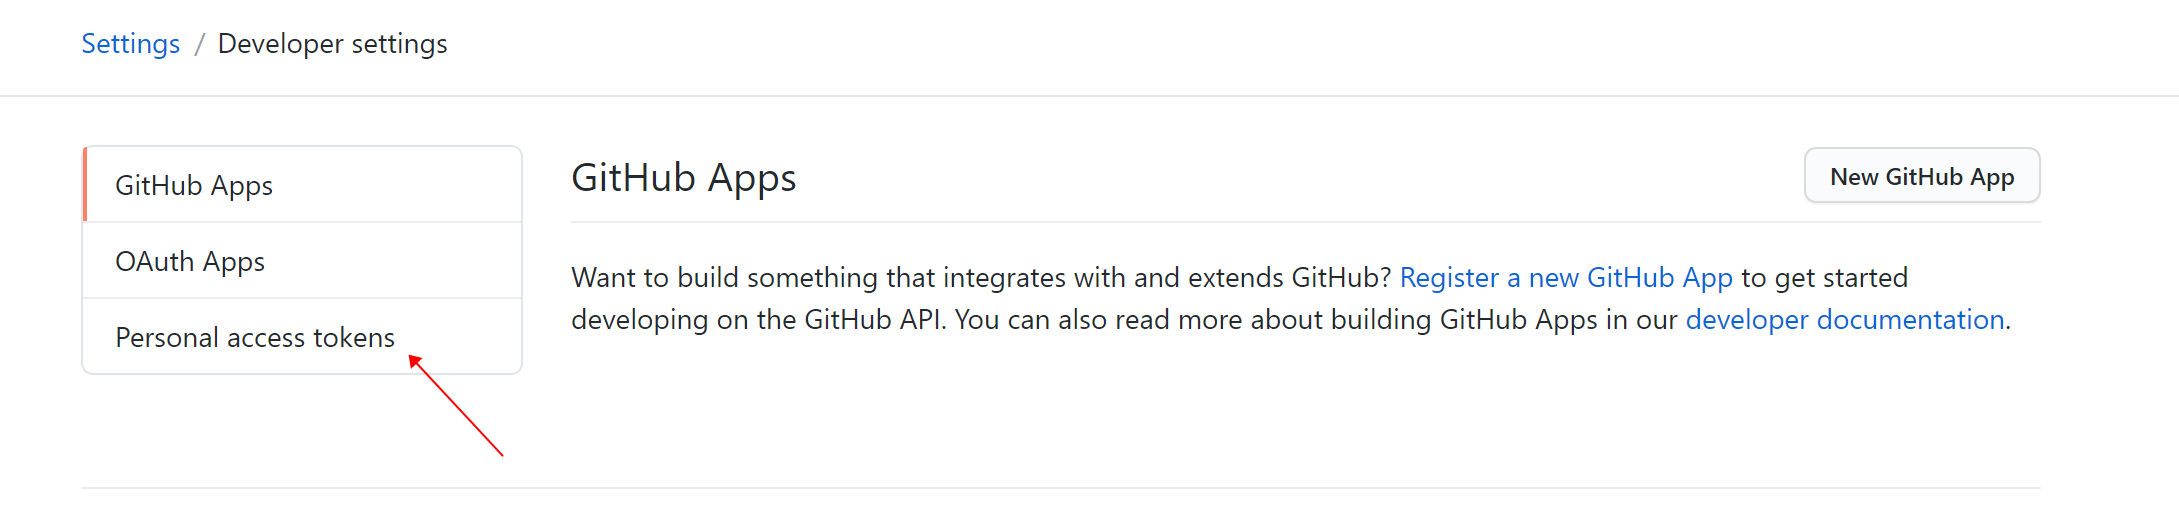 Settings / Developer settings
GitHub Apps
OAuth Apps
Personal access tokens
GitHub Apps
New GitHub App
Want to build something that integrates with and extends GitHub? Register a new GitHub App to get started
developing on the GitHub API. You can also read more about building GitHub Apps in our developer documentation.